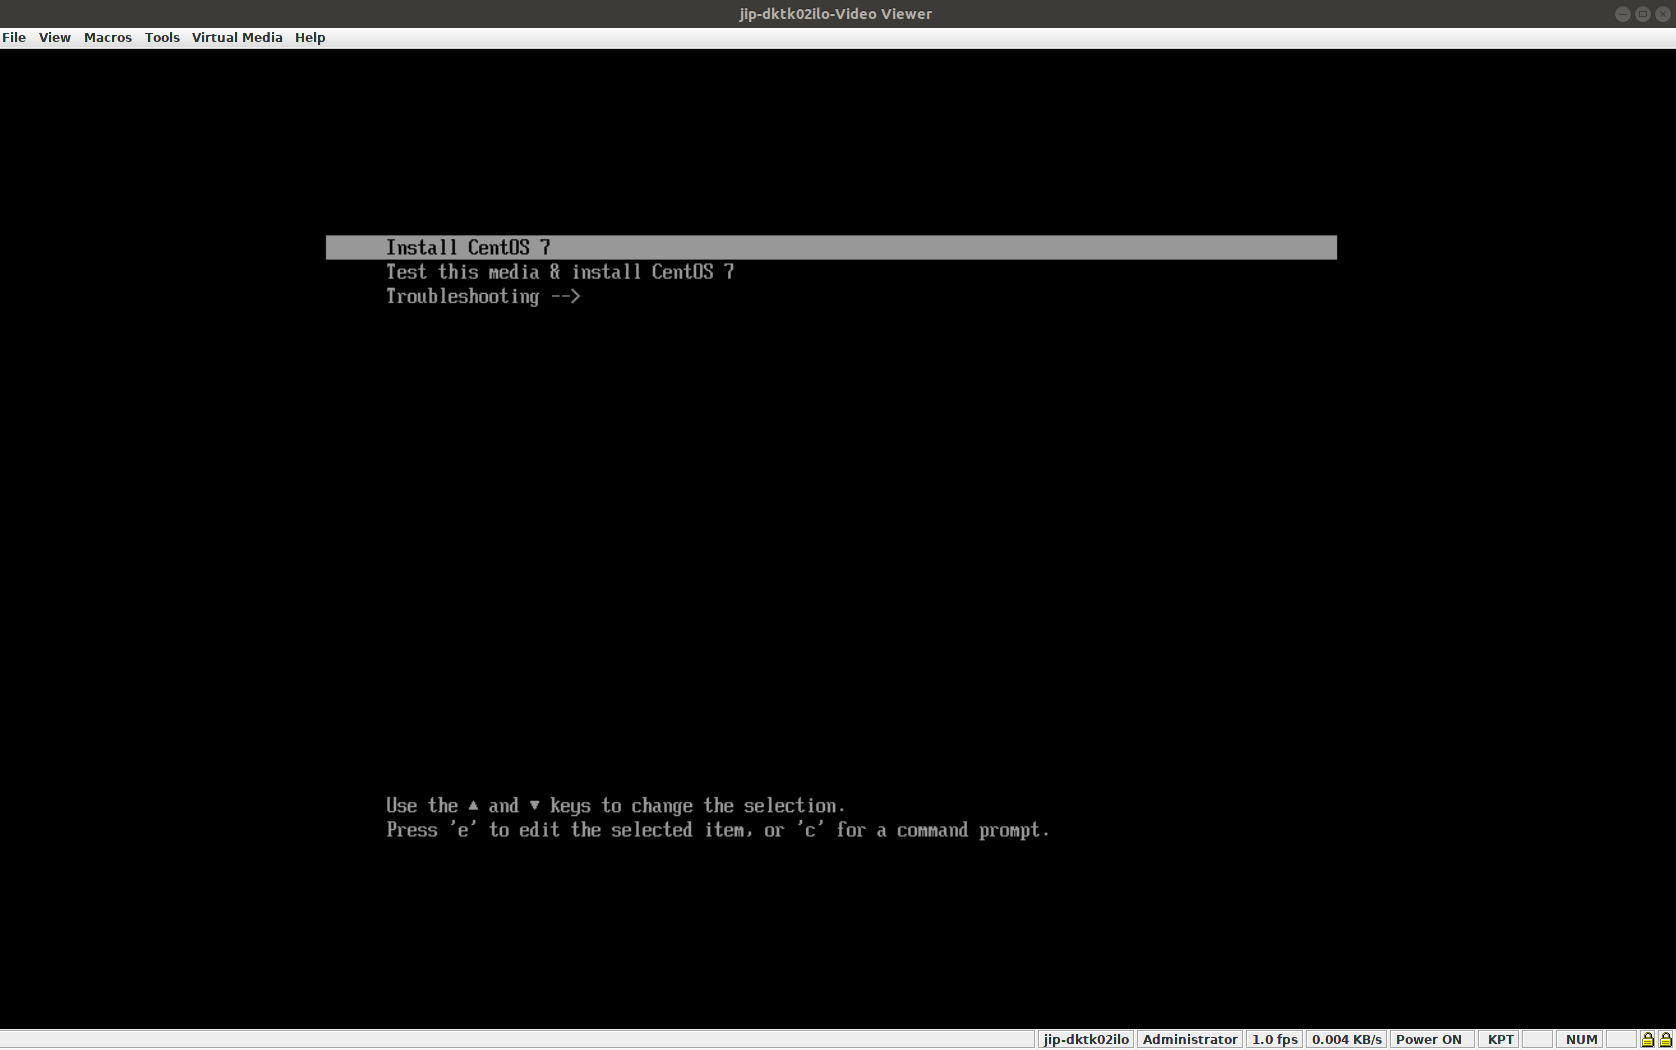 jip-dktk02ilo-Video Viewer
File View Macros Tools Virtual Media Help
Install CentOS 7
Test this media & install CentOS 7
Troubleshooting -->
Use the ▲ and ▼ keys to change the selection.
Press 'e' to edit the selected item, or 'c' for a command prompt.
jip-dktk02ilo Administrator 1.0 fps 0.004 KB/s Power ON KPT NUM